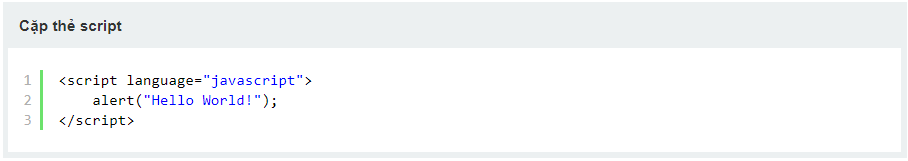 Cặp thẻ script
1 <script language="javascript">
2     alert("Hello World!");
3 </script>